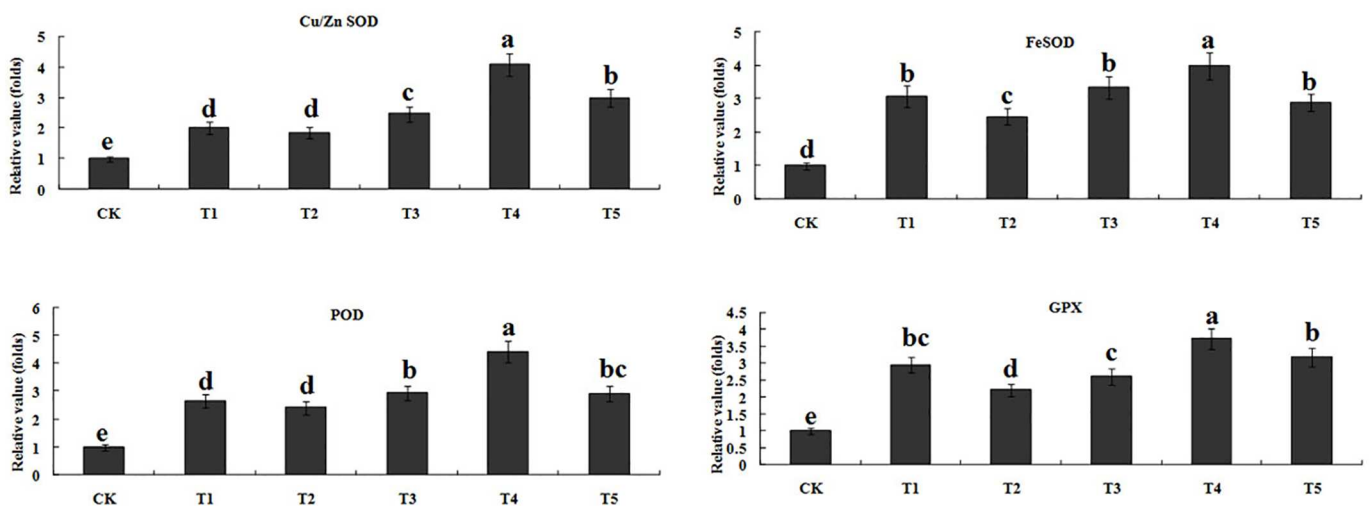 Cu/Zn SOD
Relative value (folds)
5
4
3
2
1
0
e
d
d
c
a
b
CK T1 T2 T3 T4 T5
FeSOD
Relative value (folds)
5
4
3
2
1
0
d
b
c
b
a
b
CK T1 T2 T3 T4 T5
POD
Relative value (folds)
6
5
4
3
2
1
0
e
d
d
b
a
bc
CK T1 T2 T3 T4 T5
GPX
Relative value (folds)
4.5
4
3.5
3
2.5
2
1.5
1
0.5
0
e
bc
d
c
a
b
CK T1 T2 T3 T4 T5